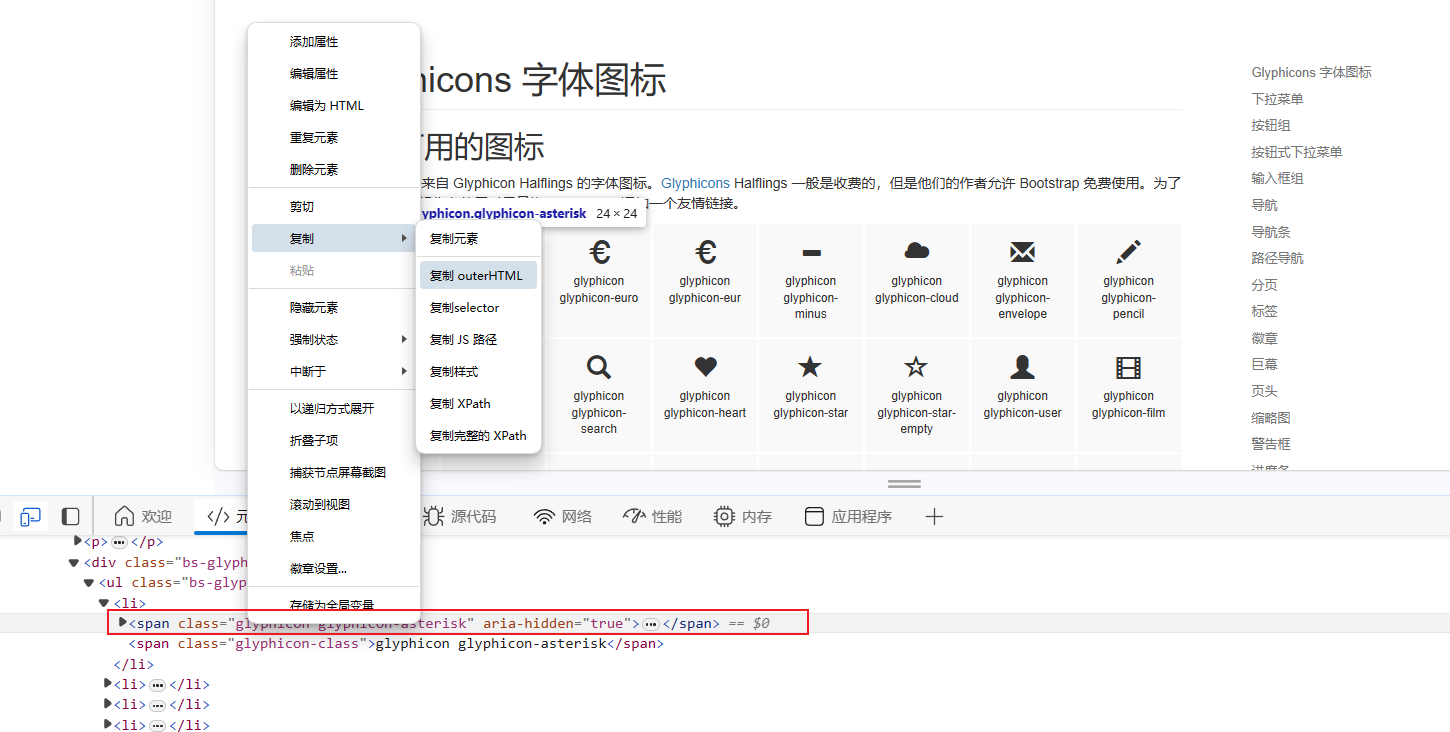 hicons 字体图标
用的图标
来自 Glyphicon Halflings 的字体图标。Glyphicons Halflings 一般是收费的，但是他们的作者允许 Bootstrap 免费使用。为了
一个友情链接。
yphicon.glyphicon-asterisk 24 × 24
glyphicon
glyphicon-euro
glyphicon
glyphicon-eur
glyphicon
glyphicon-
minus
glyphicon
glyphicon-cloud
glyphicon
glyphicon-
envelope
glyphicon
glyphicon-
pencil
glyphicon
glyphicon-
search
glyphicon
glyphicon-heart
glyphicon
glyphicon-star
glyphicon
glyphicon-star-
empty
glyphicon
glyphicon-user
glyphicon
glyphicon-film
Glyphicons 字体图标
下拉菜单
按钮组
按钮式下拉菜单
输入框组
导航
导航条
路径导航
分页
标签
徽章
巨幕
页头
缩略图
警告框
添加属性
编辑属性
编辑为 HTML
重复元素
删除元素
剪切
复制
粘贴
隐藏元素
强制状态
中断于
以递归方式展开
折叠子项
捕获节点屏幕截图
滚动到视图
焦点
徽章设置...
存储为全局变量
复制元素
复制 outerHTML
复制selector
复制 JS 路径
复制样式
复制 XPath
复制完整的 XPath
欢迎 </> 元 源代码 网络 性能 内存 应用程序
<p>…</p>
<div class="bs-glyph
<ul class="bs-glyp
<li>
<span class="glyphicon glyphicon-asterisk" aria-hidden="true">…</span> == $0
<span class="glyphicon-class">glyphicon glyphicon-asterisk</span>
</li>
<li>…</li>
<li>…</li>
<li>…</li>